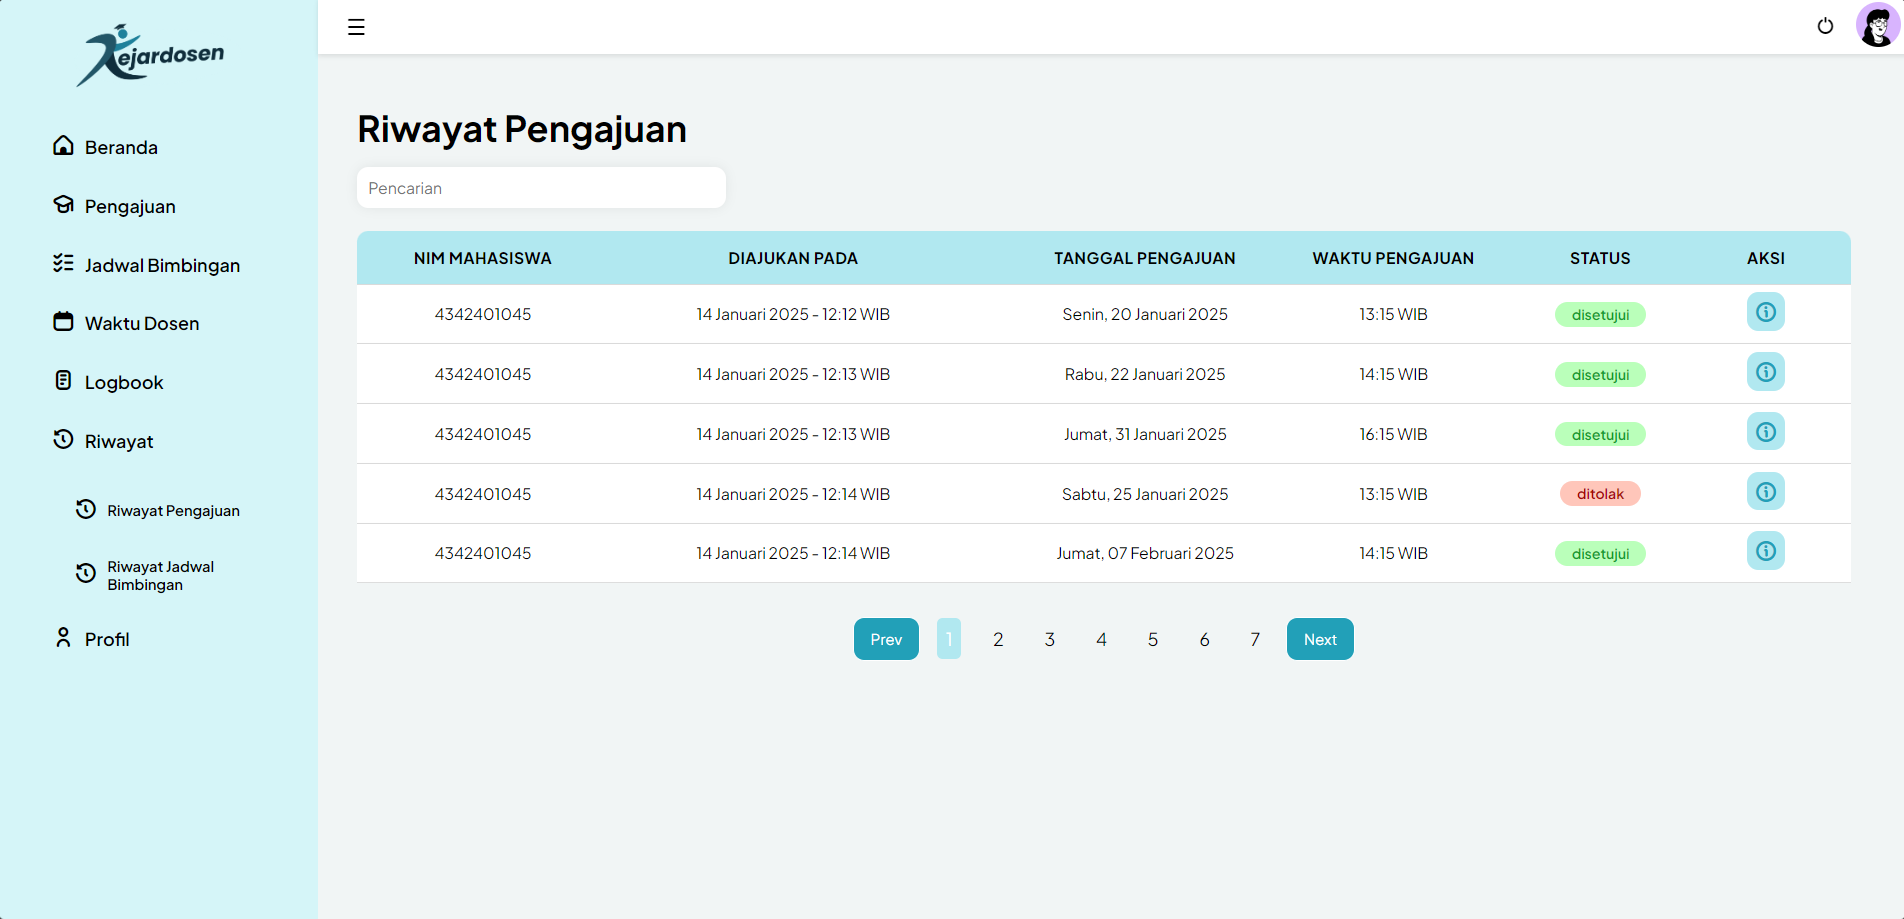 Kejardosen
Beranda
Pengajuan
Jadwal Bimbingan
Waktu Dosen
Logbook
Riwayat
Riwayat Pengajuan
Riwayat Jadwal
Bimbingan
Profil
Riwayat Pengajuan
Pencarian
NIM MAHASISWA DIAJUKAN PADA TANGGAL PENGAJUAN WAKTU PENGAJUAN STATUS AKSI
4342401045 14 Januari 2025 - 12:12 WIB Senin, 20 Januari 2025 13:15 WIB disetujui
4342401045 14 Januari 2025 - 12:13 WIB Rabu, 22 Januari 2025 14:15 WIB disetujui
4342401045 14 Januari 2025 - 12:13 WIB Jumat, 31 Januari 2025 16:15 WIB disetujui
4342401045 14 Januari 2025 - 12:14 WIB Sabtu, 25 Januari 2025 13:15 WIB ditolak
4342401045 14 Januari 2025 - 12:14 WIB Jumat, 07 Februari 2025 14:15 WIB disetujui
Prev 1 2 3 4 5 6 7 Next